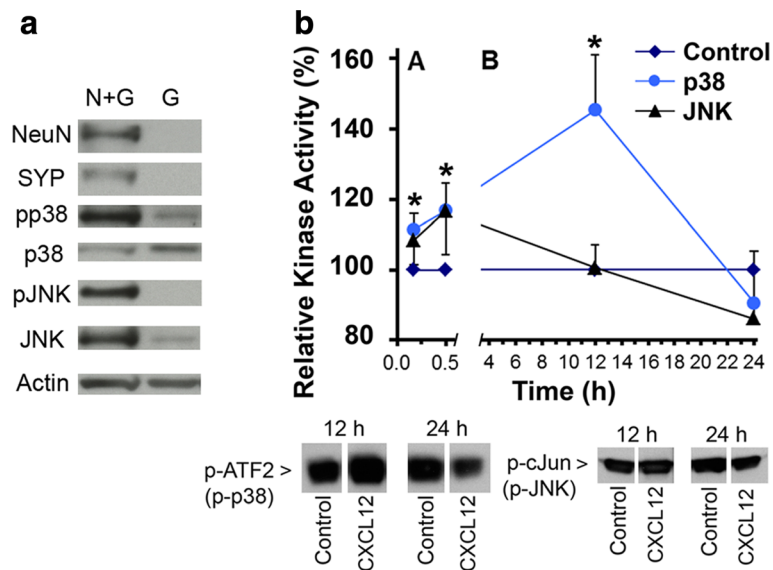 a
N+G G
NeuN
SYP
pp38
p38
pJNK
JNK
Actin
b
Relative Kinase Activity (%)
160
140
120
100
80
A
B
*
*
*
Control
p38
JNK
0.0 0.5 4 6 8 10 12 14 16 18 20 22 24
Time (h)
12 h 24 h
p-ATF2 >
(p-p38)
Control
CXCL12
Control
CXCL12
12 h 24 h
p-cJun >
(p-JNK)
Control
CXCL12
Control
CXCL12